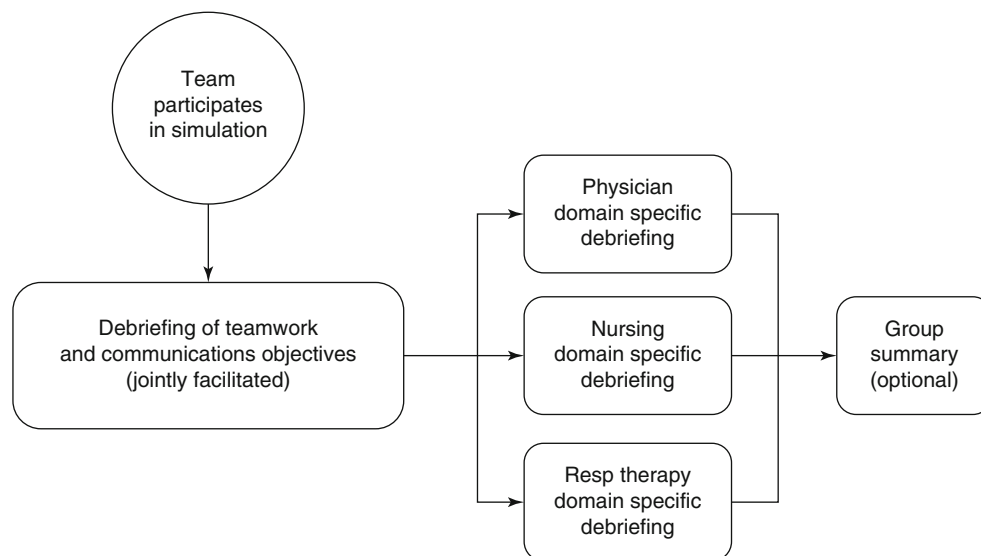 Team
participates
in simulation
Debriefing of teamwork
and communications objectives
(jointly facilitated)
Physician
domain specific
debriefing
Nursing
domain specific
debriefing
Resp therapy
domain specific
debriefing
Group
summary
(optional)